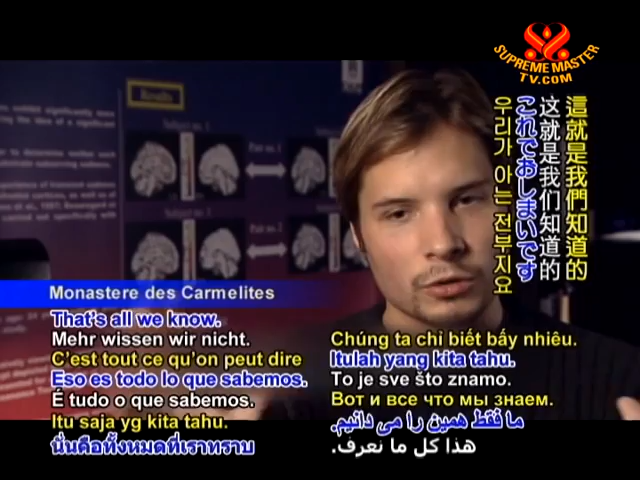 SUPREME MASTER
TV.COM
Results
Subject no. 1
這就是我們知道的
这就是我们知道的
これでおしまいです
우리가 아는 전부지요
Monastere des Carmelites
That's all we know.
Mehr wissen wir nicht.
C'est tout ce qu'on peut dire
Eso es todo lo que sabemos.
É tudo o que sabemos.
Itu saja yg kita tahu.
นั่นคือทั้งหมดที่เราทราบ
Chúng ta chỉ biết bấy nhiêu.
Itulah yang kita tahu.
To je sve što znamo.
Вот и все что мы знаем.
ما فقط همین را می دانیم.
هذا كل ما نعرف.